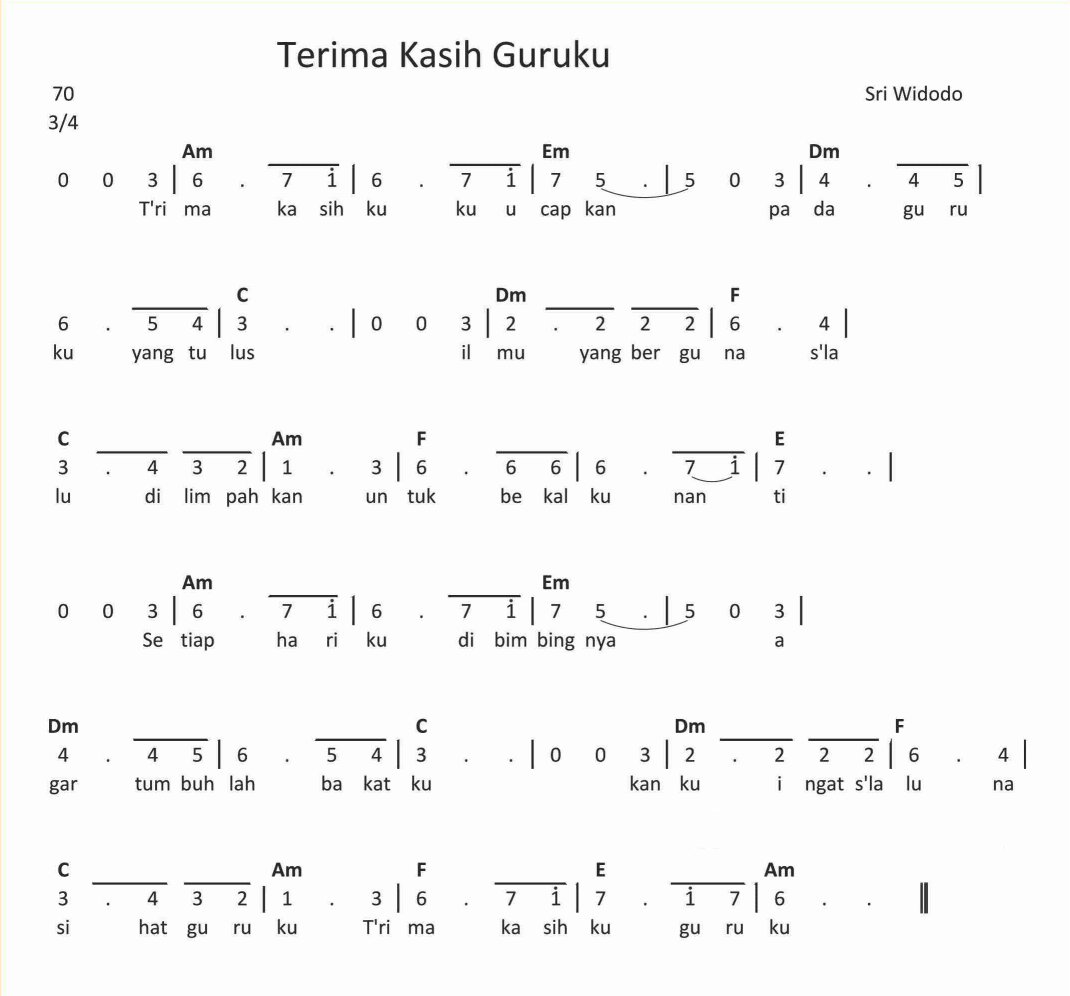 Terima Kasih Guruku
70
Sri Widodo
3/4
Am Em Dm
0 0 3 | 6 . 7 i̇ | 6 . 7 i̇ | 7 5 . | 5 0 3 | 4 . 4 5 |
T'ri ma ka sih ku ku u cap kan pa da gu ru
C Dm F
6 . 5 4 | 3 . . | 0 0 3 | 2 . 2 2 2 | 6 . 4 |
ku yang tu lus il mu yang ber gu na s'la
C Am F E
3 . 4 3 2 | 1 . 3 | 6 . 6 6 | 6 . 7 1̇ | 7 . . |
lu di lim pah kan un tuk be kal ku nan ti
Am Em
0 0 3 | 6 . 7 1̇ | 6 . 7 1̇ | 7 5 . | 5 0 3 |
Se tiap ha ri ku di bim bing nya a
Dm C Dm F
4 . 4 5 | 6 . 5 4 | 3 . . | 0 0 3 | 2 . 2 2 2 | 6 . 4 |
gar tum buh lah ba kat ku kan ku i ngat s'la lu na
C Am F E Am
3 . 4 3 2 | 1 . 3 | 6 . 7 1̇ | 7 . 1̇ 7 | 6 . . ||
si hat gu ru ku T'ri ma ka sih ku gu ru ku